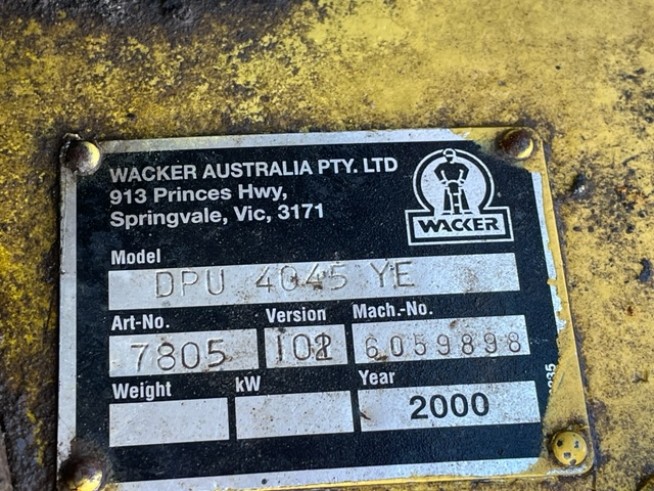 WACKER AUSTRALIA PTY. LTD
913 Princes Hwy,
Springvale, Vic, 3171
WACKER
Model
DPU 4045 YE
Art-No. Version Mach.-No.
7805 6059898
Weight kW Year
2000